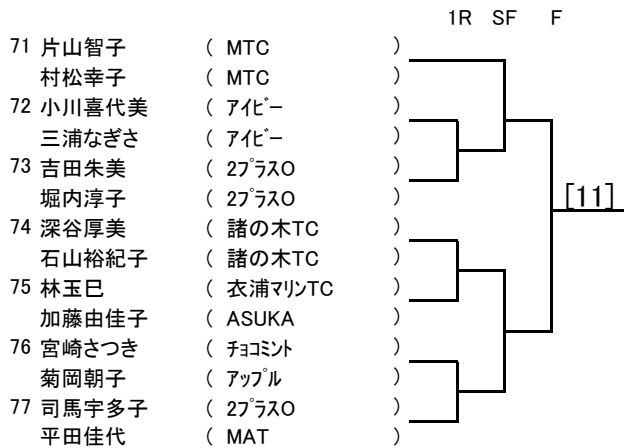 1R SF F
71 片山智子 ( MTC )
村松幸子 ( MTC )
72 小川喜代美 ( アイビー )
三浦なぎさ ( アイビー )
73 吉田朱美 ( 2プラスO )
堀内淳子 ( 2プラスO )
[11]
74 深谷厚美 ( 諸の木TC )
石山裕紀子 ( 諸の木TC )
75 林玉巳 ( 衣浦マリンTC )
加藤由佳子 ( ASUKA )
76 宮崎さつき ( チョコミント )
菊岡朝子 ( アップル )
77 司馬宇多子 ( 2プラスO )
平田佳代 ( MAT )